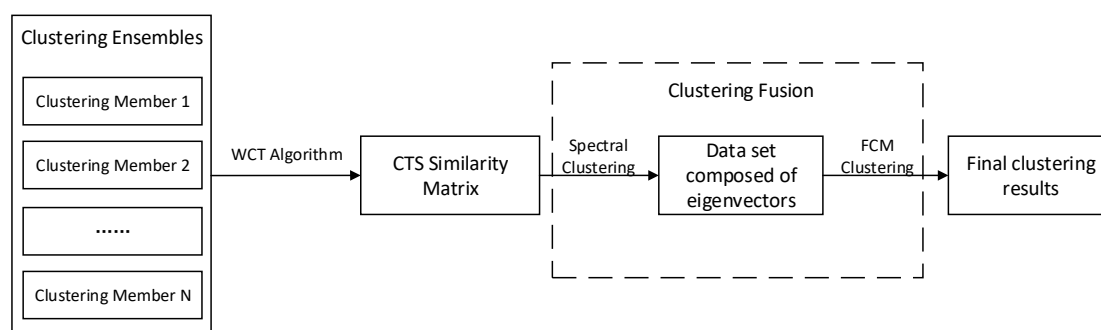 Clustering Ensembles
Clustering Member 1
Clustering Member 2
......
Clustering Member N
WCT Algorithm
CTS Similarity
Matrix
Clustering Fusion
Spectral
Clustering
Data set
composed of
eigenvectors
FCM
Clustering
Final clustering
results